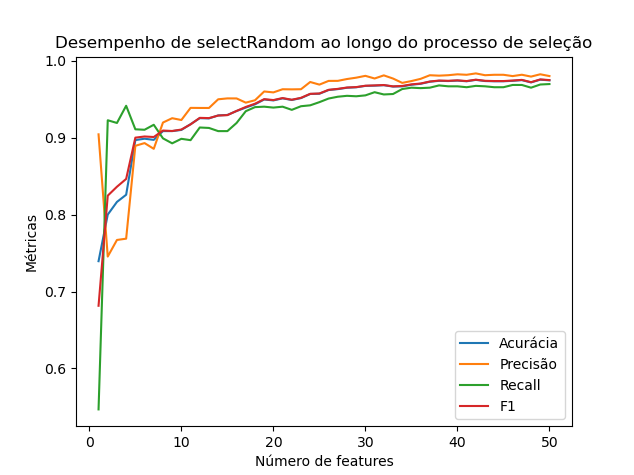 Desempenho de selectRandom ao longo do processo de seleção
1.0
0.9
0.8
0.7
0.6
Métricas
0
10
20
30
40
50
Número de features
Acurácia
Precisão
Recall
F1